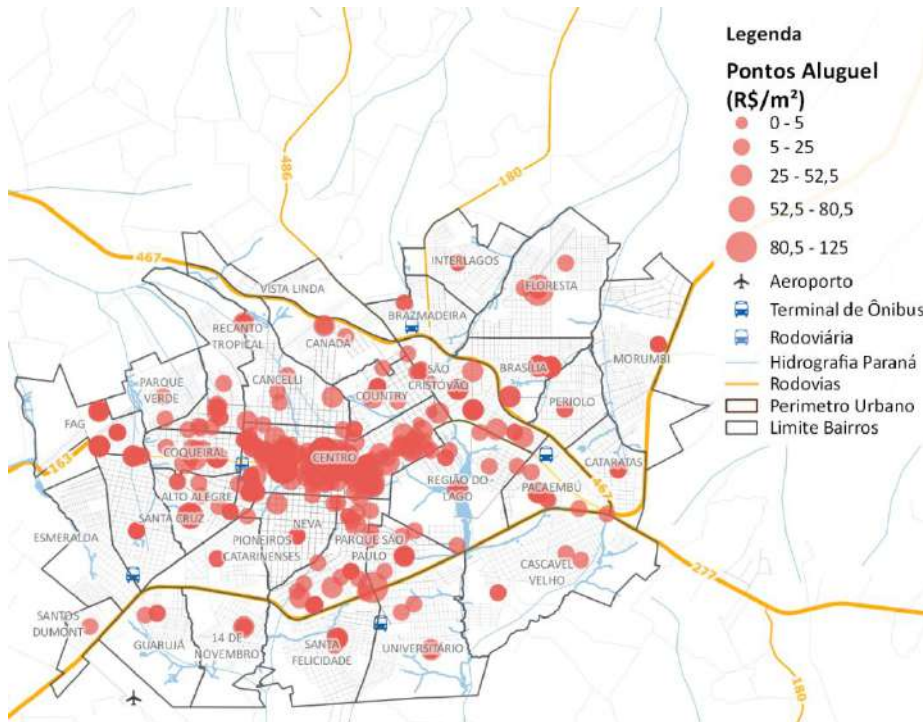 Legenda
Pontos Aluguel
(R$/m²)
0 - 5
5 - 25
25 - 52,5
52,5 - 80,5
80,5 - 125
Aeroporto
Terminal de Ônibus
Rodoviária
Hidrografia Paraná
Rodovias
Perimetro Urbano
Limite Bairros
486
180
467
INTERLAGOS
FLORESTA
VISTA LINDA
BRAZMADEIRA
RECANTO
TROPICAL
CANADA
MORUMBI
SÃO
CRISTOVÃO
BRASÍLIA
CANCELLI
PARQUE
VERDE
COUNTRY
PERIOLO
FAG
163
COQUEIRAL
CENTRO
CATARATAS
REGIÃO DO
LAGO
PACAEMBÚ
467
ALTO ALEGRE
SANTA CRUZ
NEVA
ESMERALDA
PIONEIROS
CATARINENSES
PARQUE SÃO
PAULO
CASCAVEL
VELHO
277
SANTOS
DUMONT
GUARUJÁ
14 DE
NOVEMBRO
SANTA
FELICIDADE
UNIVERSITÁRIO
180